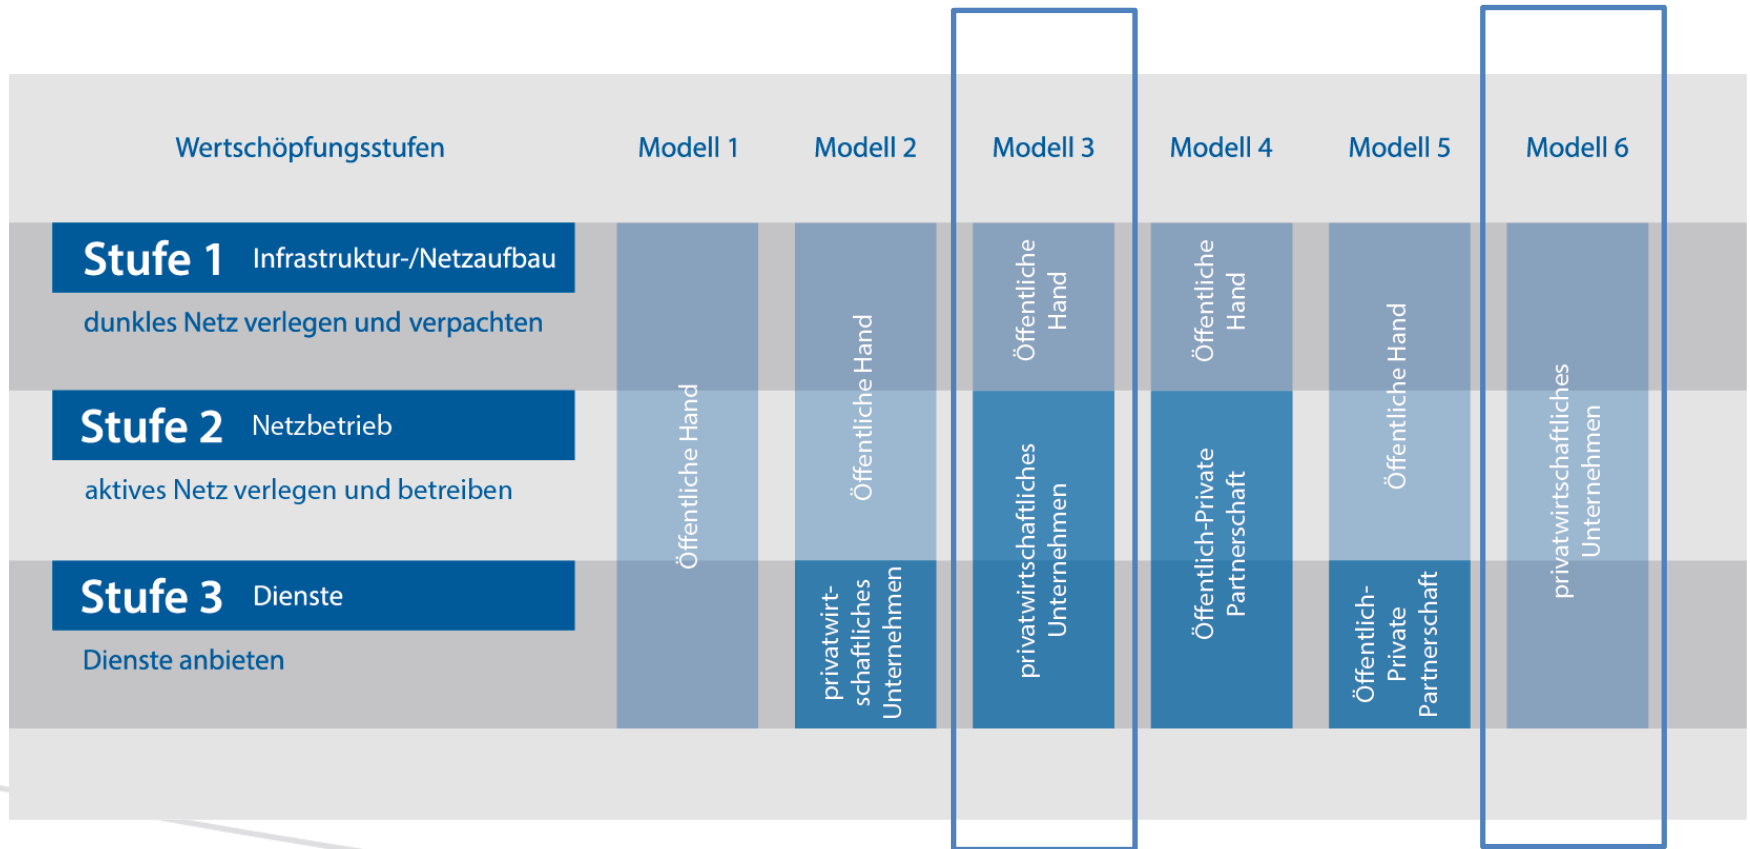 Wertschöpfungsstufen
Modell 1
Modell 2
Modell 3
Modell 4
Modell 5
Modell 6
Stufe 1 Infrastruktur-/Netzaufbau
dunkles Netz verlegen und verpachten
Stufe 2 Netzbetrieb
aktives Netz verlegen und betreiben
Stufe 3 Dienste
Dienste anbieten
Öffentliche Hand
Öffentliche Hand
privatwirt-
schaftliches
Unternehmen
Öffentliche
Hand
privatwirtschaftliches
Unternehmen
Öffentliche
Hand
Öffentlich-Private
Partnerschaft
Öffentliche Hand
Öffentlich-
Private
Partnerschaft
privatwirtschaftliches
Unternehmen